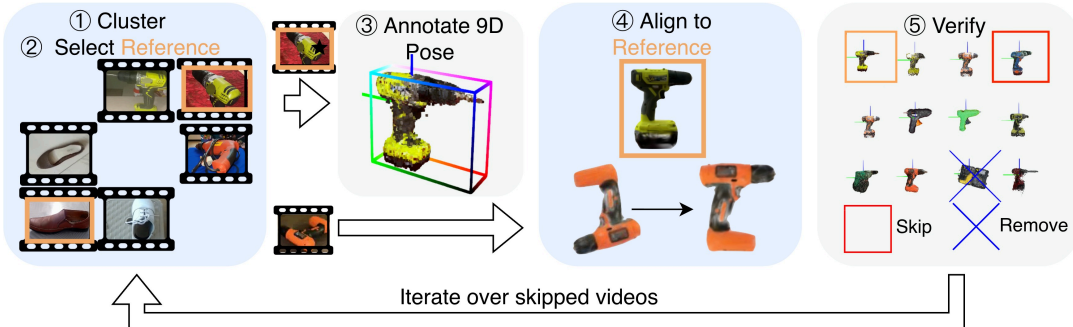 ① Cluster
② Select Reference
③ Annotate 9D
Pose
④ Align to
Reference
⑤ Verify
Skip
Remove
Iterate over skipped videos